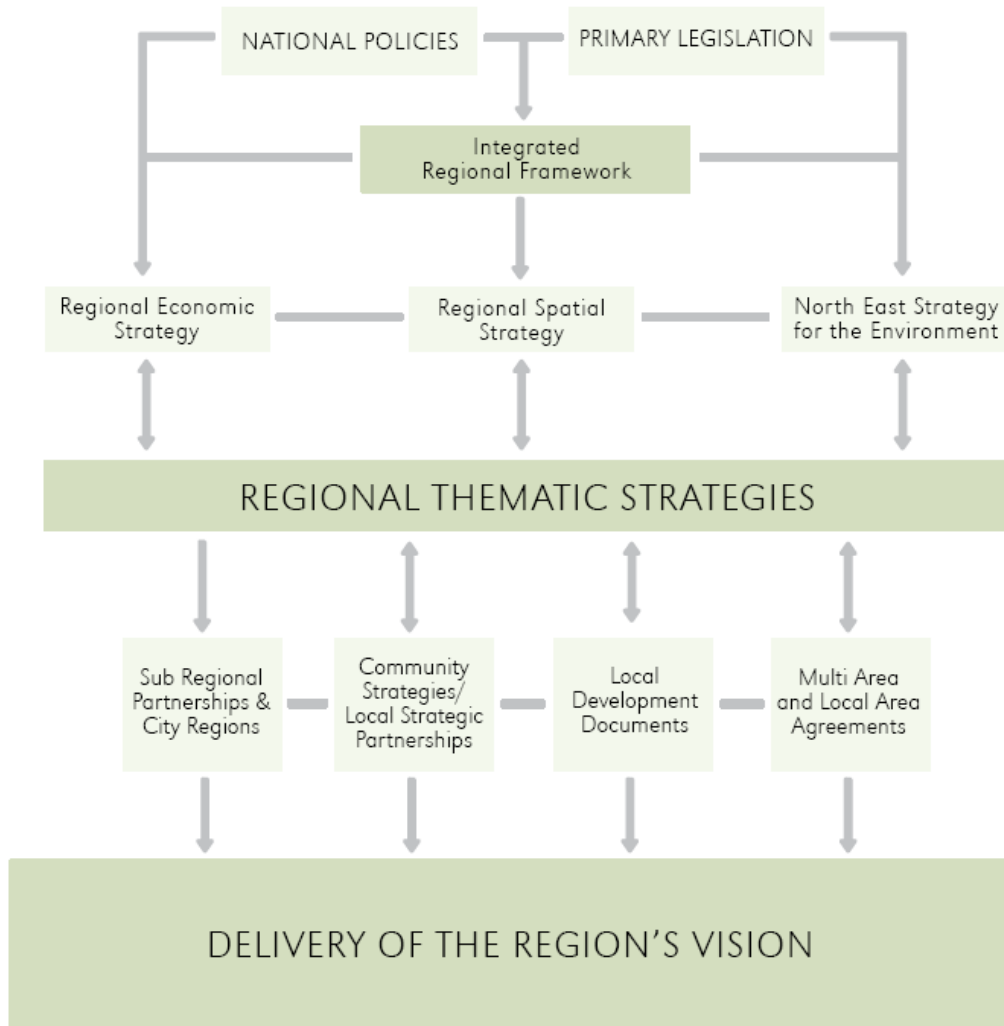 NATIONAL POLICIES
PRIMARY LEGISLATION
Integrated
Regional Framework
Regional Economic
Strategy
Regional Spatial
Strategy
North East Strategy
for the Environment
REGIONAL THEMATIC STRATEGIES
Sub Regional
Partnerships &
City Regions
Community
Strategies/
Local Strategic
Partnerships
Local
Development
Documents
Multi Area
and Local Area
Agreements
DELIVERY OF THE REGION'S VISION